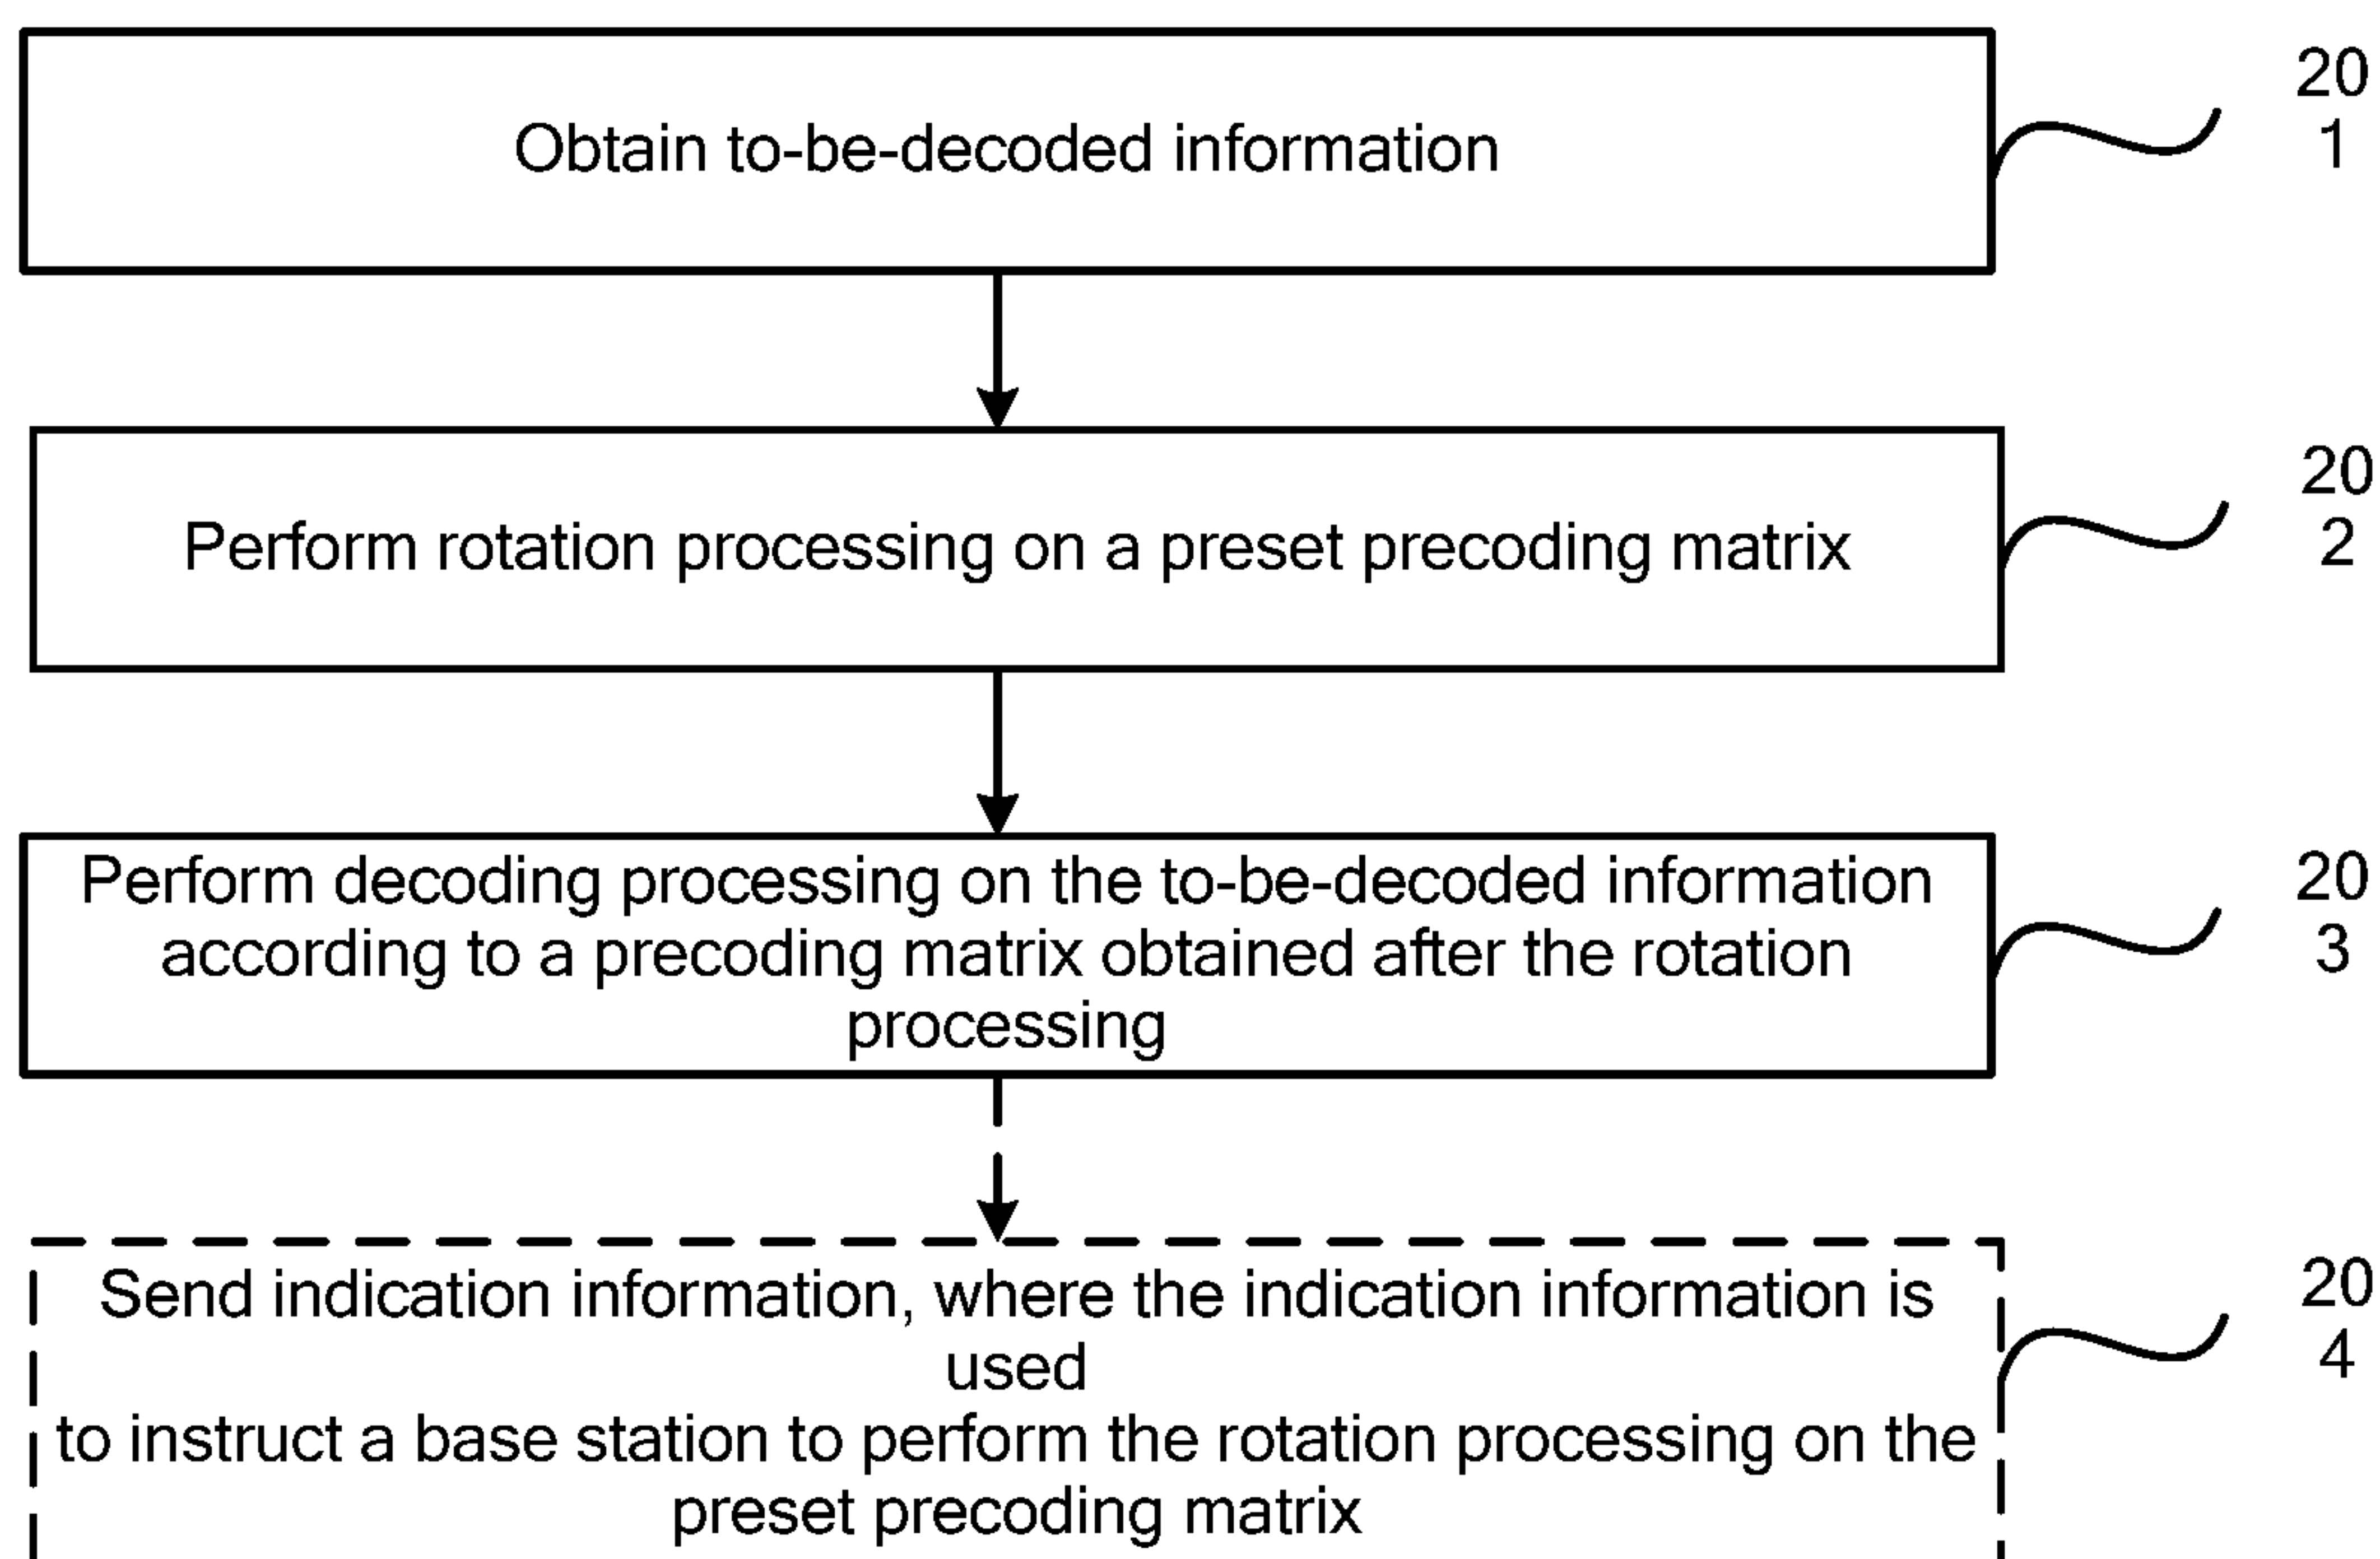 Obtain to-be-decoded information
20
1
Perform rotation processing on a preset precoding matrix
20
2
Perform decoding processing on the to-be-decoded information
according to a precoding matrix obtained after the rotation
processing
20
3
Send indication information, where the indication information is
used
to instruct a base station to perform the rotation processing on the
preset precoding matrix
20
4